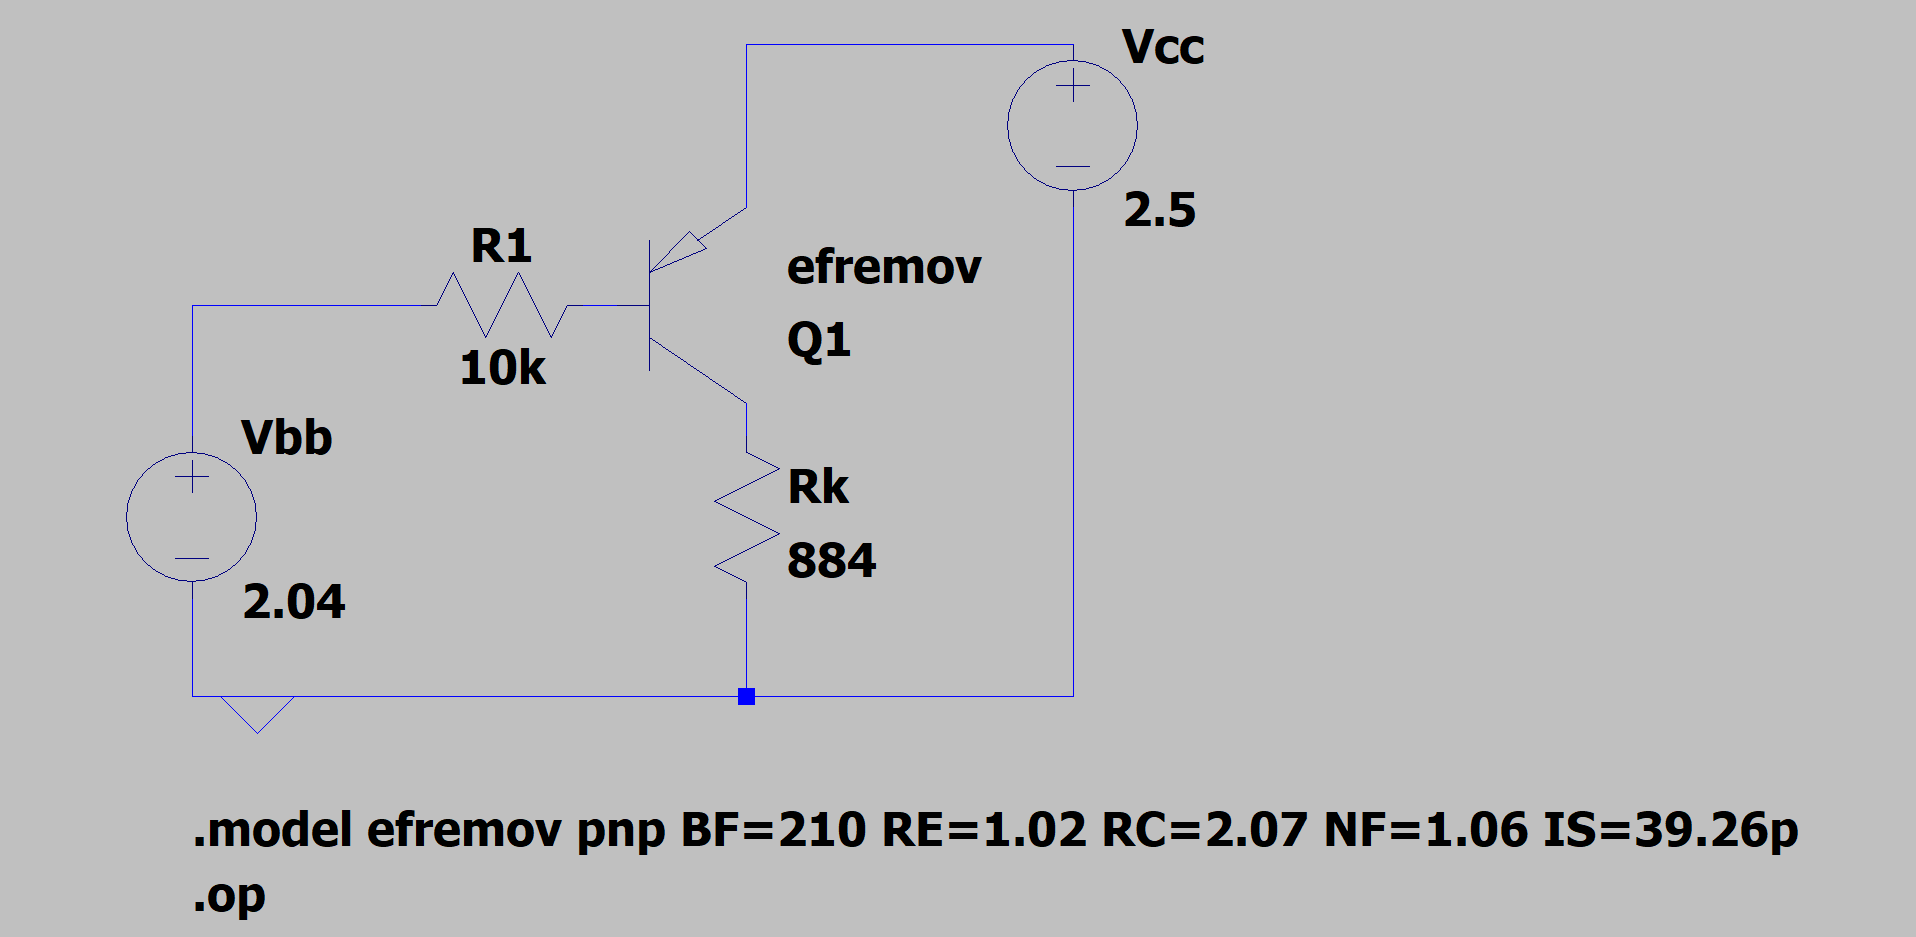 Vcc
2.5
R1
10k
efremov
Q1
Vbb
2.04
Rk
884
.model efremov pnp BF=210 RE=1.02 RC=2.07 NF=1.06 IS=39.26p
.op